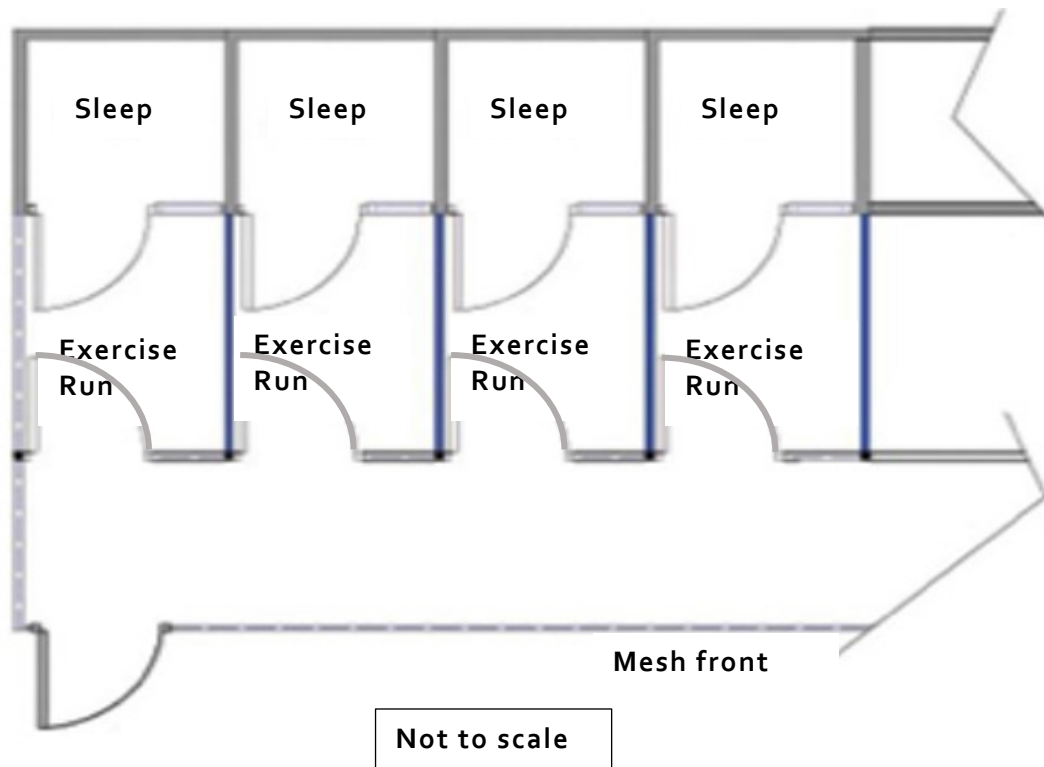 Sleep Sleep Sleep Sleep
Exercise Exercise Exercise Exercise
Run Run Run Run
Mesh front
Not to scale